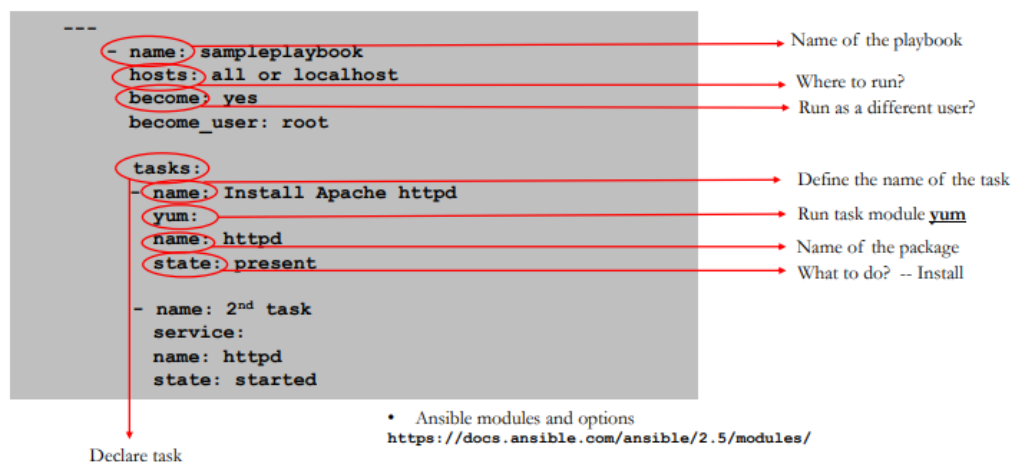 ---
- name: sampleplaybook
Name of the playbook
hosts: all or localhost
Where to run?
become: yes
Run as a different user?
become_user: root
tasks:
- name: Install Apache httpd
Define the name of the task
yum:
Run task module yum
name: httpd
Name of the package
state: present
What to do? -- Install
- name: 2nd task
service:
name: httpd
state: started
• Ansible modules and options
https://docs.ansible.com/ansible/2.5/modules/
Declare task